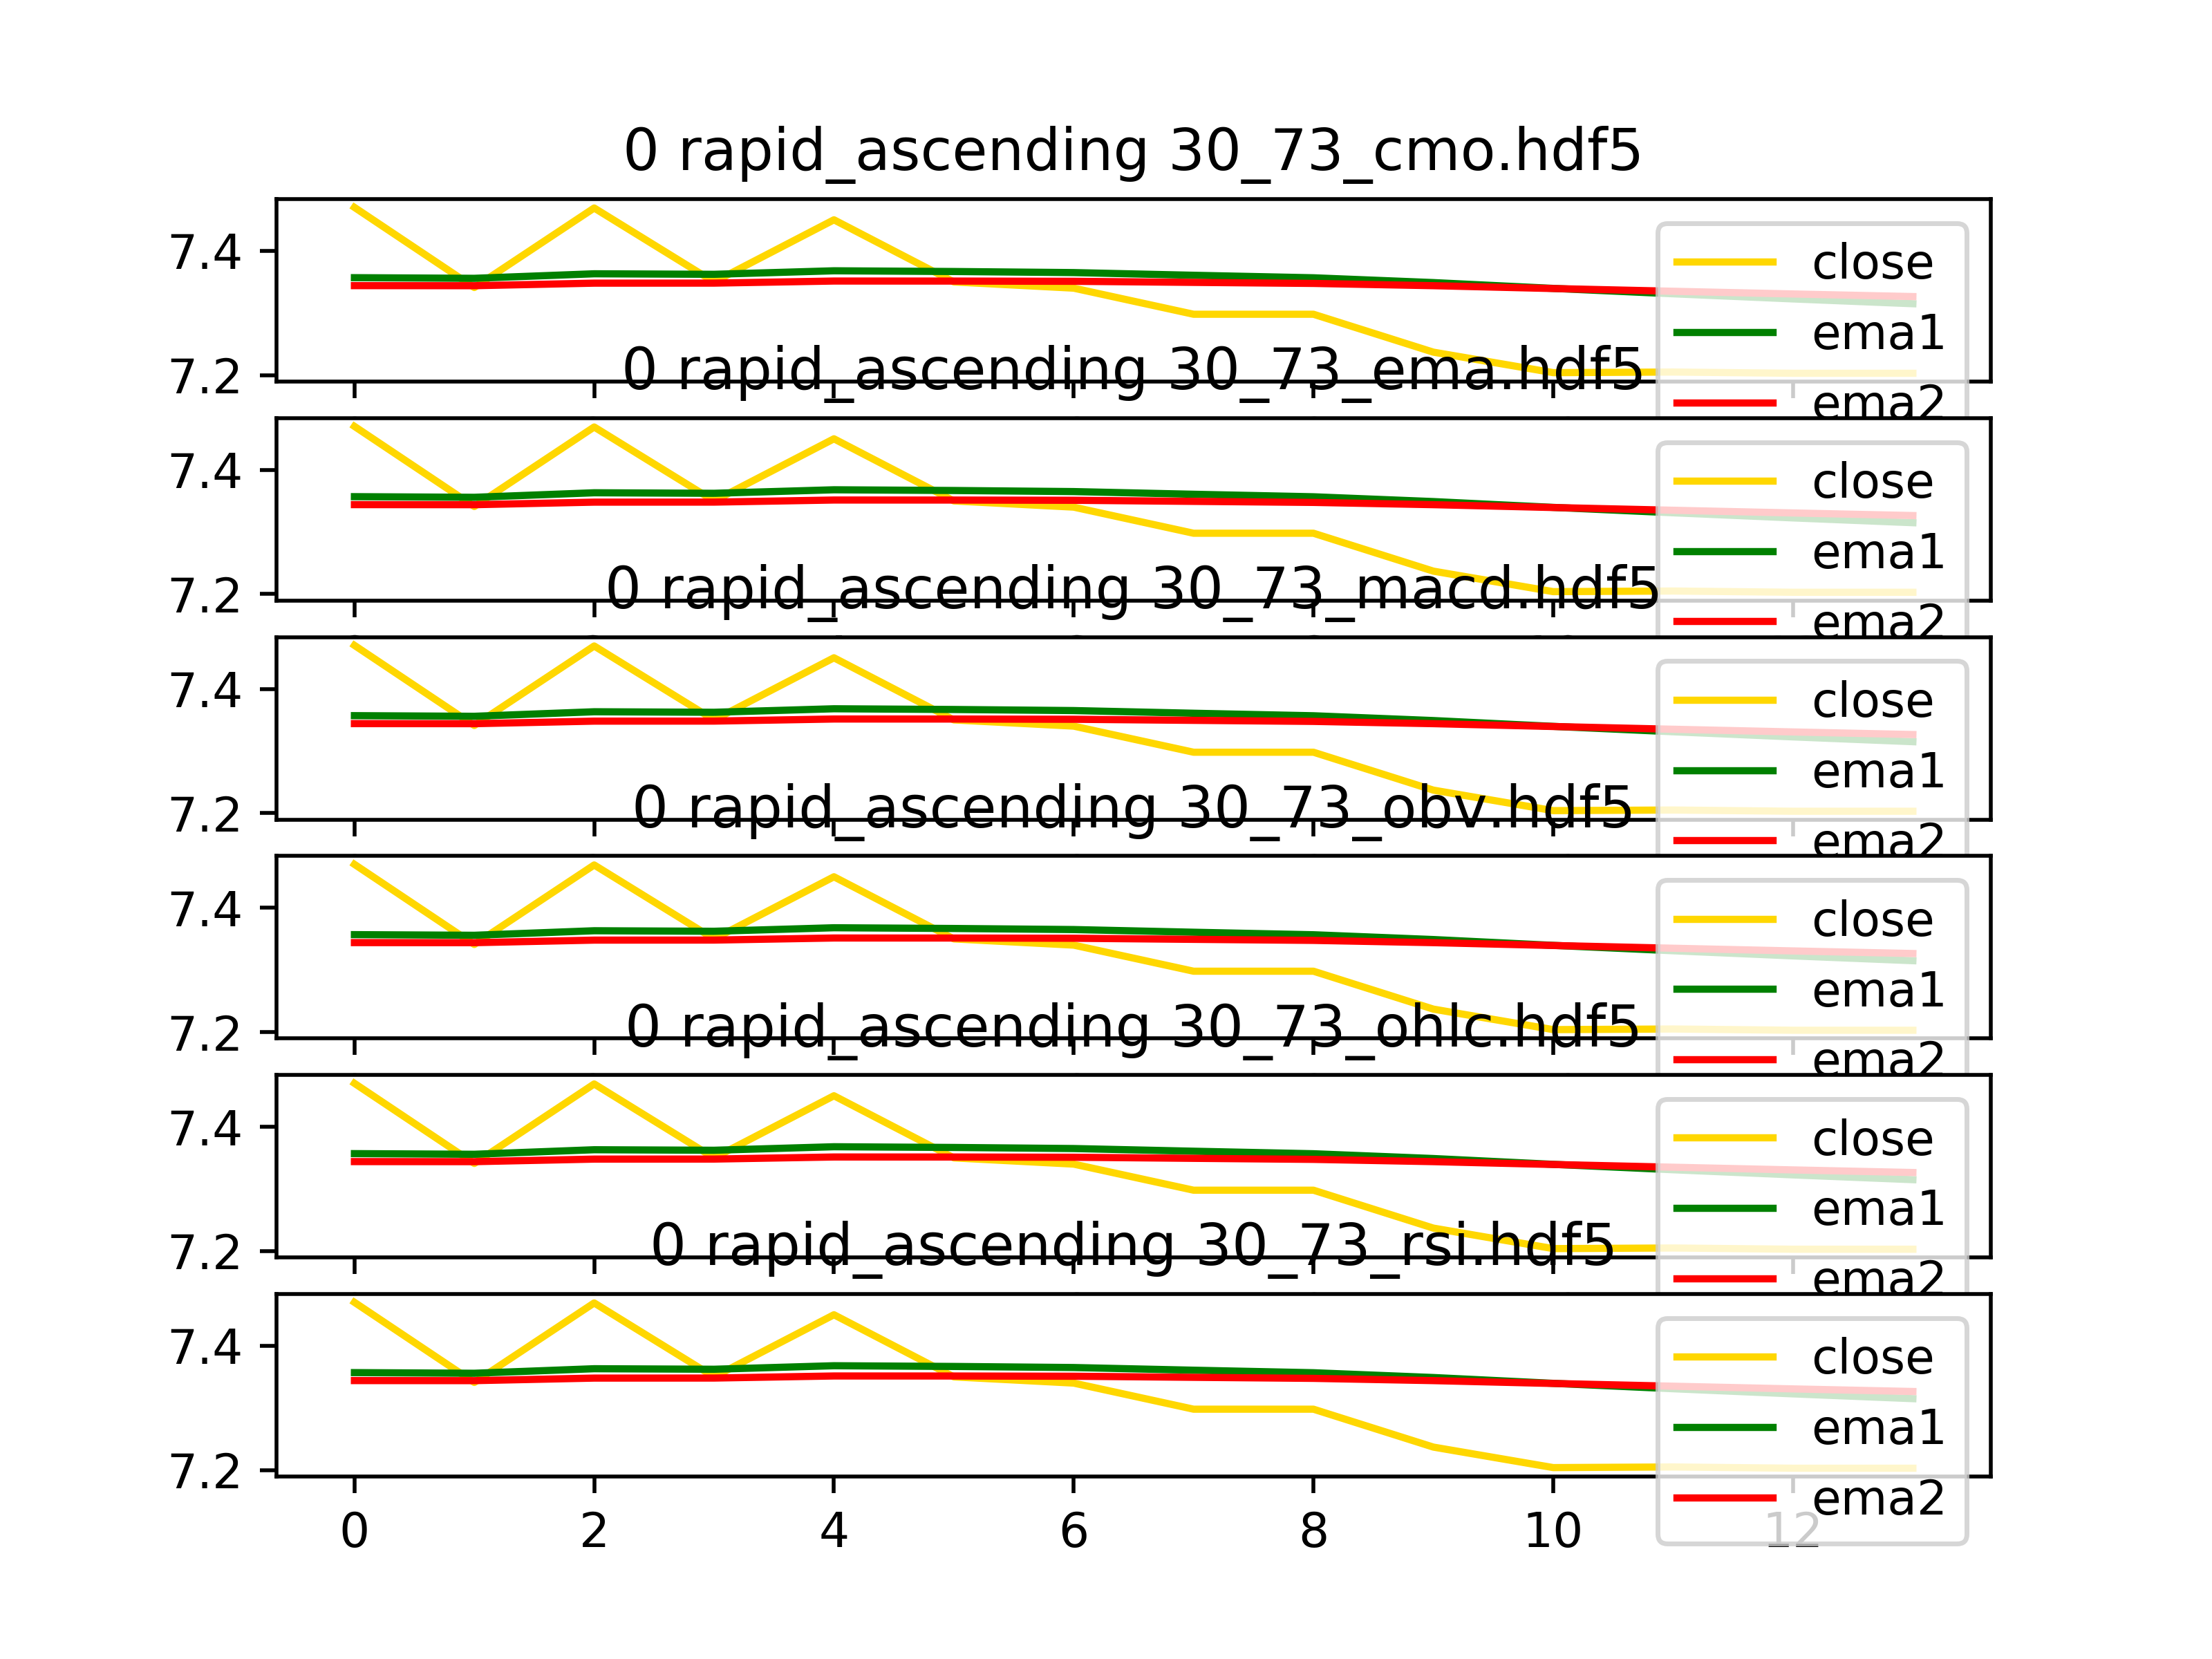 0 rapid_ascending 30_73_cmo.hdf5
7.4
7.2
close
ema1
ema2
0 rapid_ascending 30_73_ema.hdf5
7.4
7.2
close
ema1
ema2
0 rapid_ascending 30_73_macd.hdf5
7.4
7.2
close
ema1
ema2
0 rapid_ascending 30_73_obv.hdf5
7.4
7.2
close
ema1
ema2
0 rapid_ascending 30_73_ohlc.hdf5
7.4
7.2
close
ema1
ema2
0 rapid_ascending 30_73_rsi.hdf5
7.4
7.2
close
ema1
ema2
0 2 4 6 8 10 12